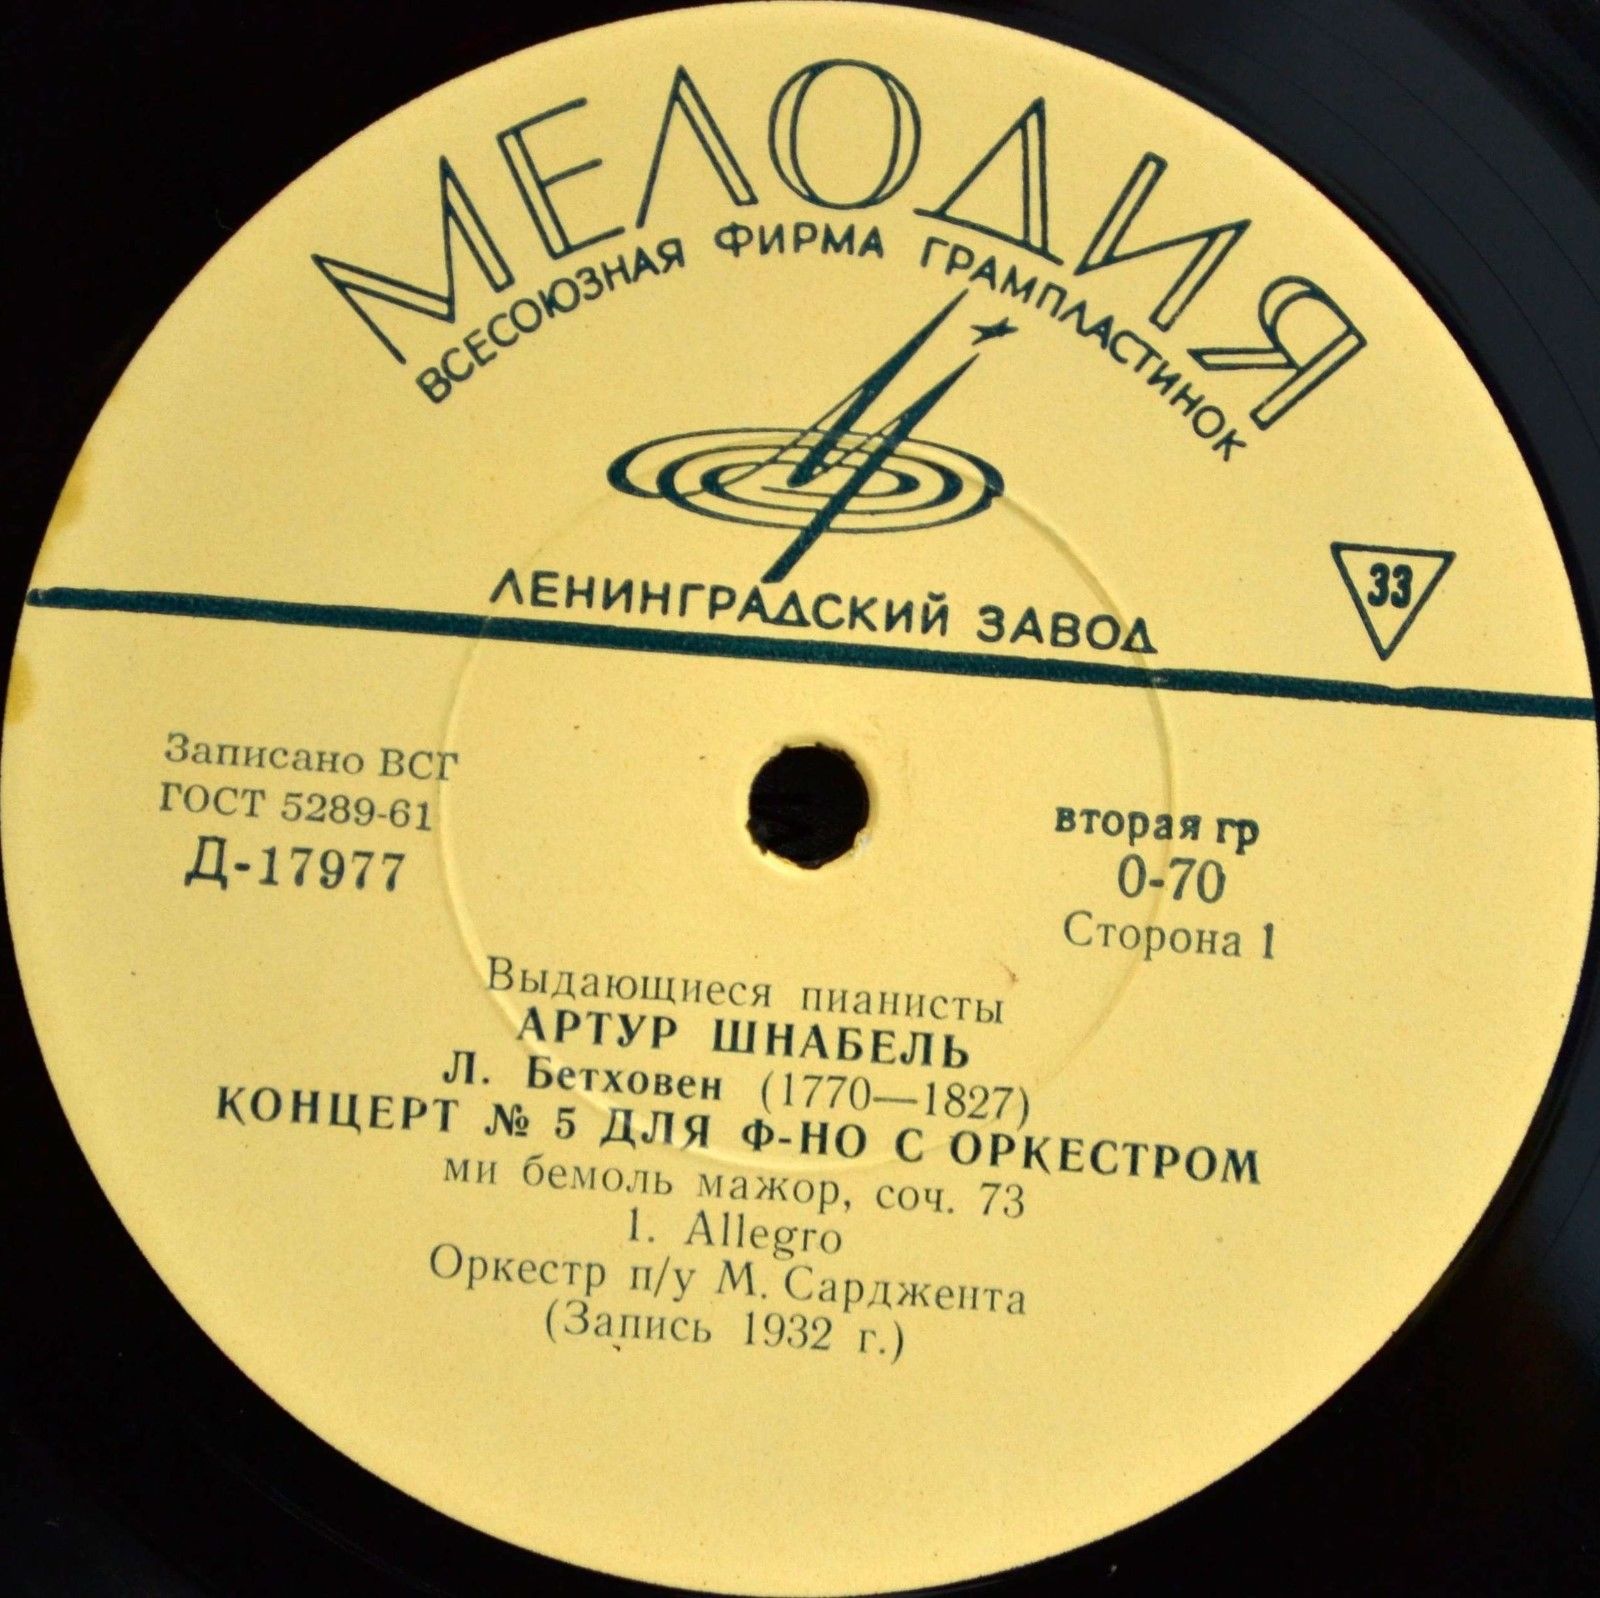 МЕЛОДИЯ
ВСЕСОЮЗНАЯ ФИРМА ГРАМПЛАСТИНОК
ЛЕНИНГРАДСКИЙ ЗАВОД
33
Записано ВСГ
ГОСТ 5289-61
Д-17977
вторая гр
0-70
Сторона 1
Выдающиеся пианисты
АРТУР ШНАБЕЛЬ
Л. Бетховен (1770—1827)
КОНЦЕРТ № 5 ДЛЯ Ф-НО С ОРКЕСТРОМ
ми бемоль мажор, соч. 73
1. Allegro
Оркестр п/у М. Сарджента
(Запись 1932 г.)